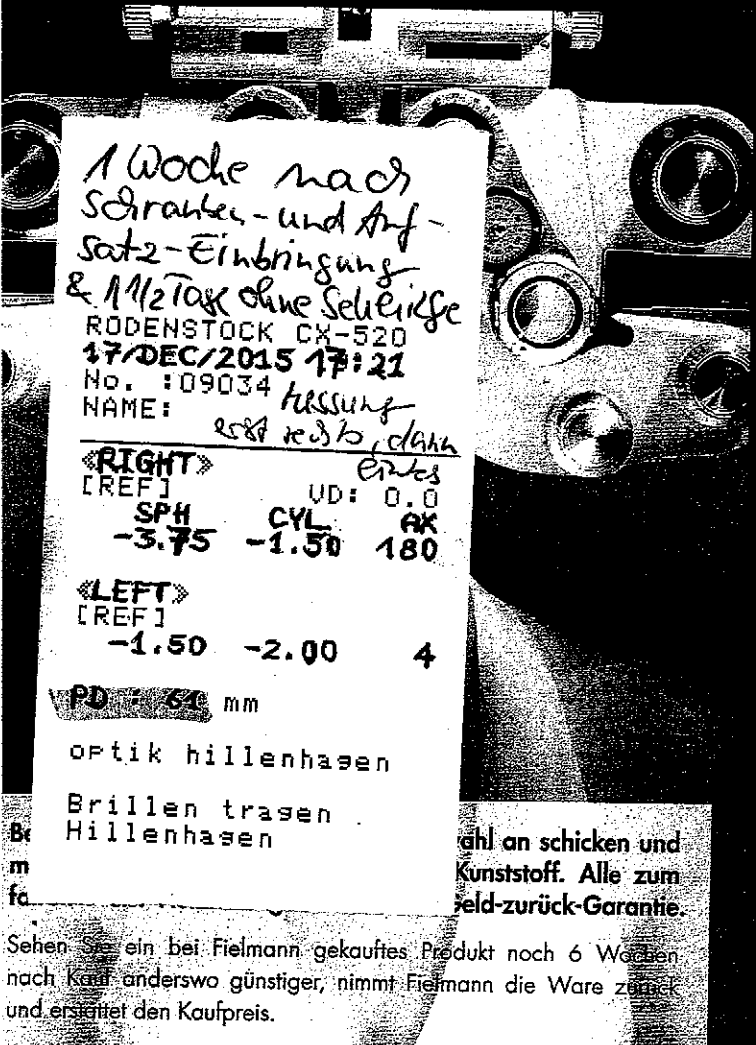 1 Woche nach
Schrauben- und Auf-
satz-Einbringung
& 1 1/2 Tage ohne
RODENSTOCK CX-520
17/DEC/2015 17:21
No. :09034
Messung
NAME:
erst rechts, dann
links
«RIGHT»
[REF] VD: 0.0
SPH CYL AX
-3.75 -1.50 180
«LEFT»
[REF]
-1.50 -2.00 4
PD : 61 mm
optik hillenhagen
Brillen tragen
Hillenhagen
ahl an schicken und
Kunststoff. Alle zum
eld-zurück-Garantie.
Sehen Sie ein bei Fielmann gekauftes Produkt noch 6 Wochen
nach Kauf anderswo günstiger, nimmt Fielmann die Ware zurück
und erstattet den Kaufpreis.